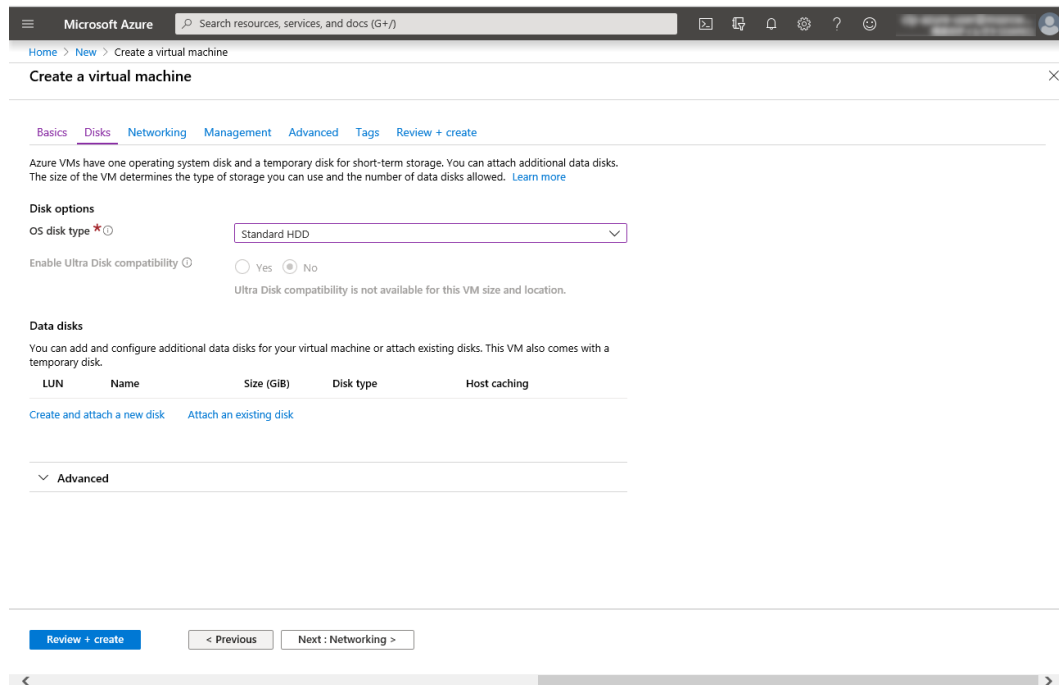 Microsoft Azure
Search resources, services, and docs (G+/)
Home > New > Create a virtual machine
Create a virtual machine
Basics Disks Networking Management Advanced Tags Review + create
Azure VMs have one operating system disk and a temporary disk for short-term storage. You can attach additional data disks.
The size of the VM determines the type of storage you can use and the number of data disks allowed. Learn more
Disk options
OS disk type * Standard HDD
Enable Ultra Disk compatibility Yes No
Ultra Disk compatibility is not available for this VM size and location.
Data disks
You can add and configure additional data disks for your virtual machine or attach existing disks. This VM also comes with a
temporary disk.
LUN Name Size (GiB) Disk type Host caching
Create and attach a new disk Attach an existing disk
Advanced
Review + create < Previous Next : Networking >